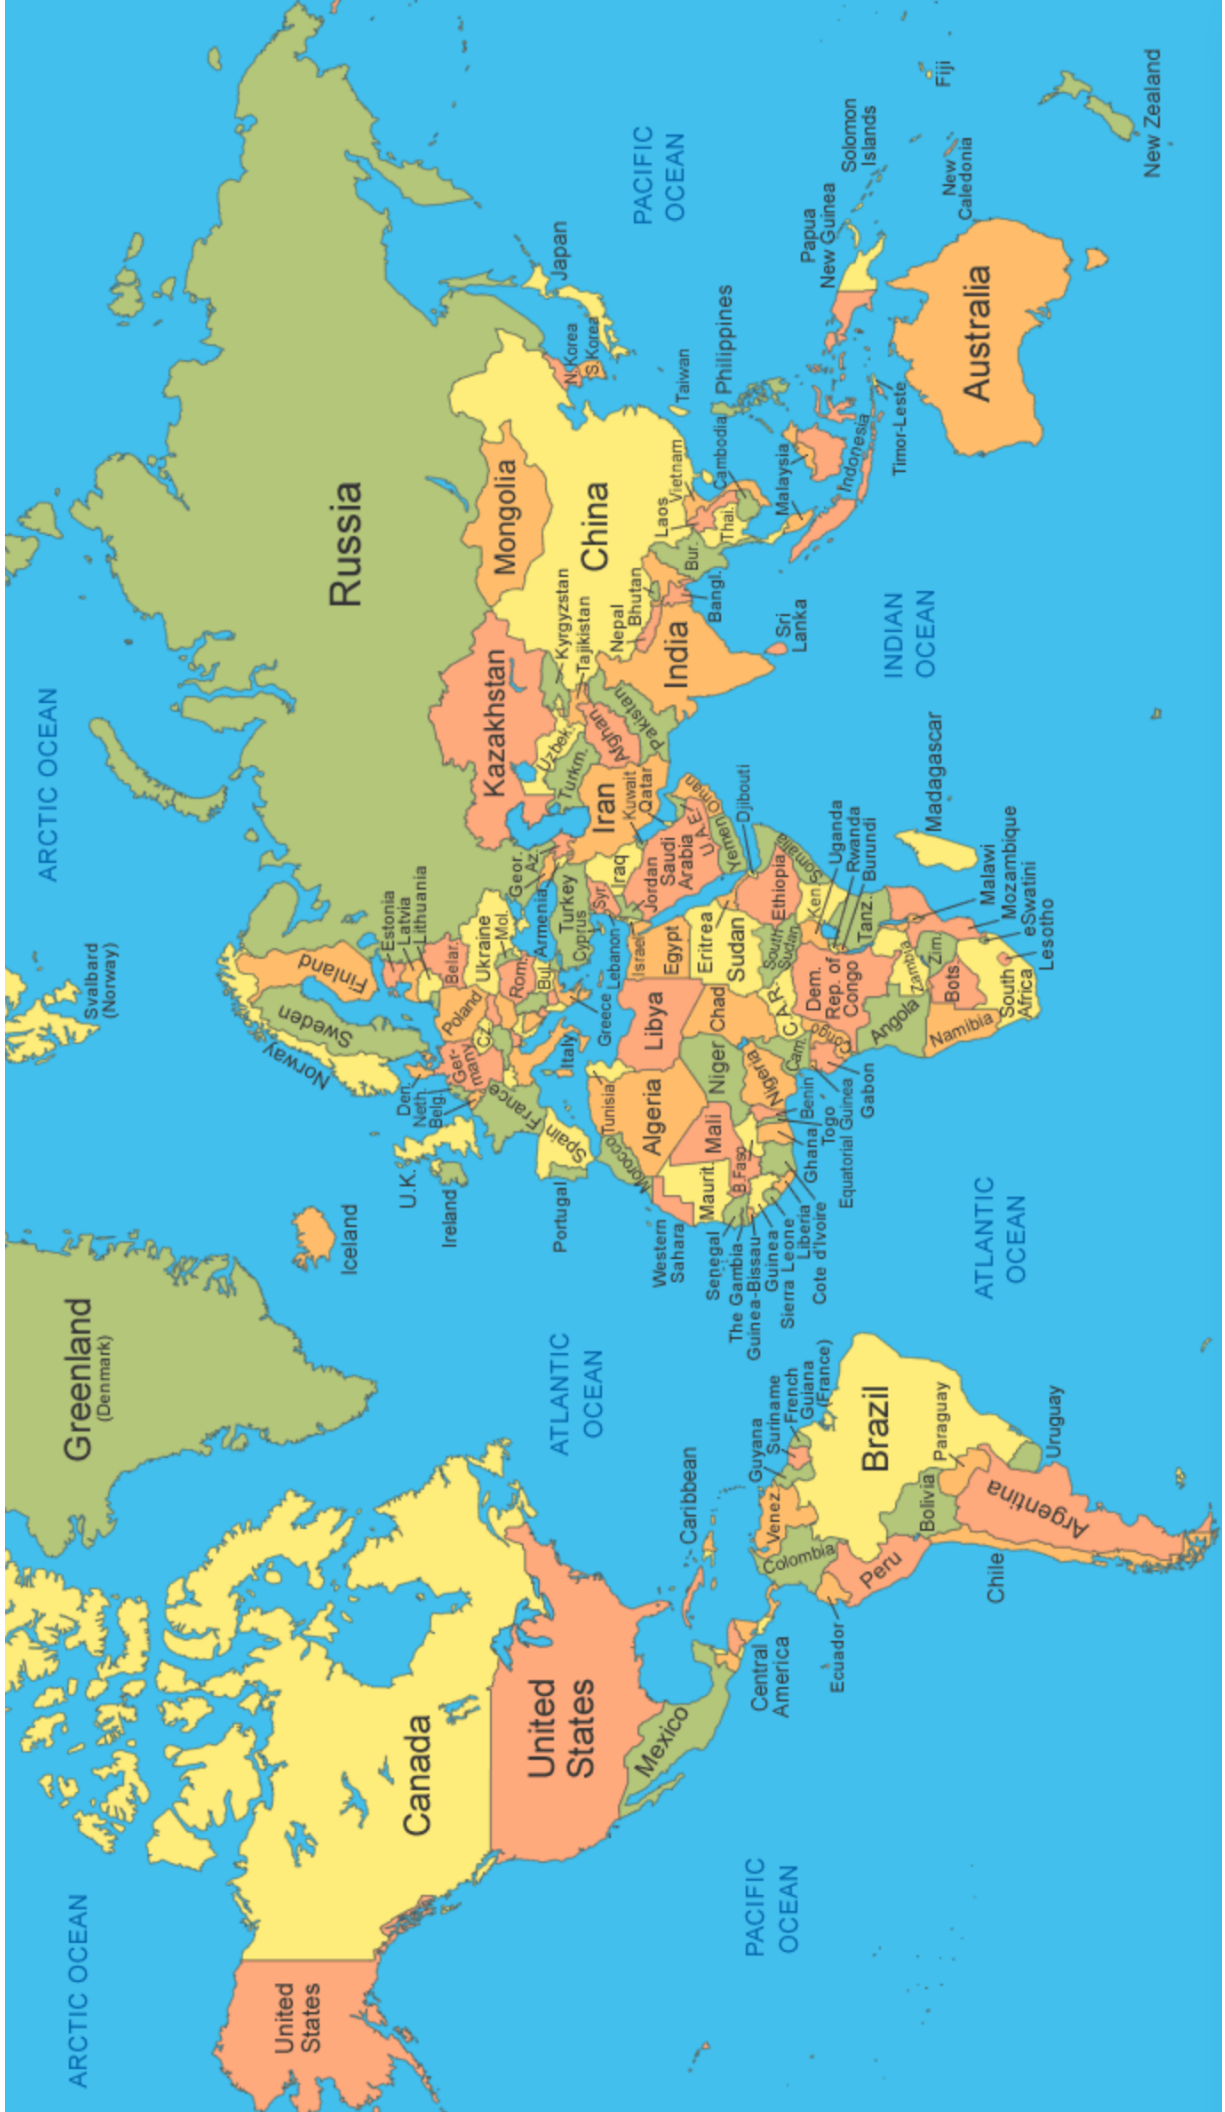 ARCTIC OCEAN
ARCTIC OCEAN
Greenland
(Denmark)
Svalbard
(Norway)
United
States
Canada
Iceland
Norway
Sweden
Finland
Russia
Estonia
Latvia
Lithuania
Den.
Neth.
Belg.
U.K.
Ireland
Ger-
many
Poland
Belar.
Ukraine
Mol.
Cz.
France
Rom.
Bul.
Italy
Spain
Portugal
Greece
Kazakhstan
Mongolia
China
Geor.
Az.
Armenia
Turkey
Cyprus
Lebanon
Israel
Syr.
Iraq
Jordan
Iran
Kuwait
Qatar
Saudi
Arabia
U.A.E.
Oman
Yemen
Uzbek.
Turkm.
Afghan.
Pakistan
Kyrgyzstan
Tajikistan
Nepal
Bhutan
India
Bangl.
Sri
Lanka
Bur.
Laos
Vietnam
Thai.
Cambodia
N. Korea
S. Korea
Japan
Taiwan
Philippines
Malaysia
Indonesia
Timor-Leste
Papua
New Guinea
Solomon
Islands
Fiji
New
Caledonia
Australia
New Zealand
PACIFIC
OCEAN
INDIAN
OCEAN
United
States
Mexico
Central
America
Caribbean
ATLANTIC
OCEAN
PACIFIC
OCEAN
Venez.
Guyana
Suriname
French
Guiana
(France)
Colombia
Ecuador
Peru
Brazil
Bolivia
Paraguay
Uruguay
Argentina
Chile
ATLANTIC
OCEAN
Morocco
Tunisia
Algeria
Libya
Egypt
Western
Sahara
Maurit.
Mali
Niger
Chad
Sudan
Eritrea
Djibouti
Ethiopia
Somalia
South
Sudan
Senegal
The Gambia
Guinea-Bissau
Guinea
Sierra Leone
Liberia
Cote d'Ivoire
B.Faso
Ghana
Togo
Benin
Nigeria
Cam.
C.A.R.
Equatorial Guinea
Gabon
Congo
Dem.
Rep. of
Congo
Uganda
Rwanda
Burundi
Ken.
Tanz.
Angola
Zambia
Malawi
Mozambique
Zim.
Bots
Namibia
South
Africa
eSwatini
Lesotho
Madagascar